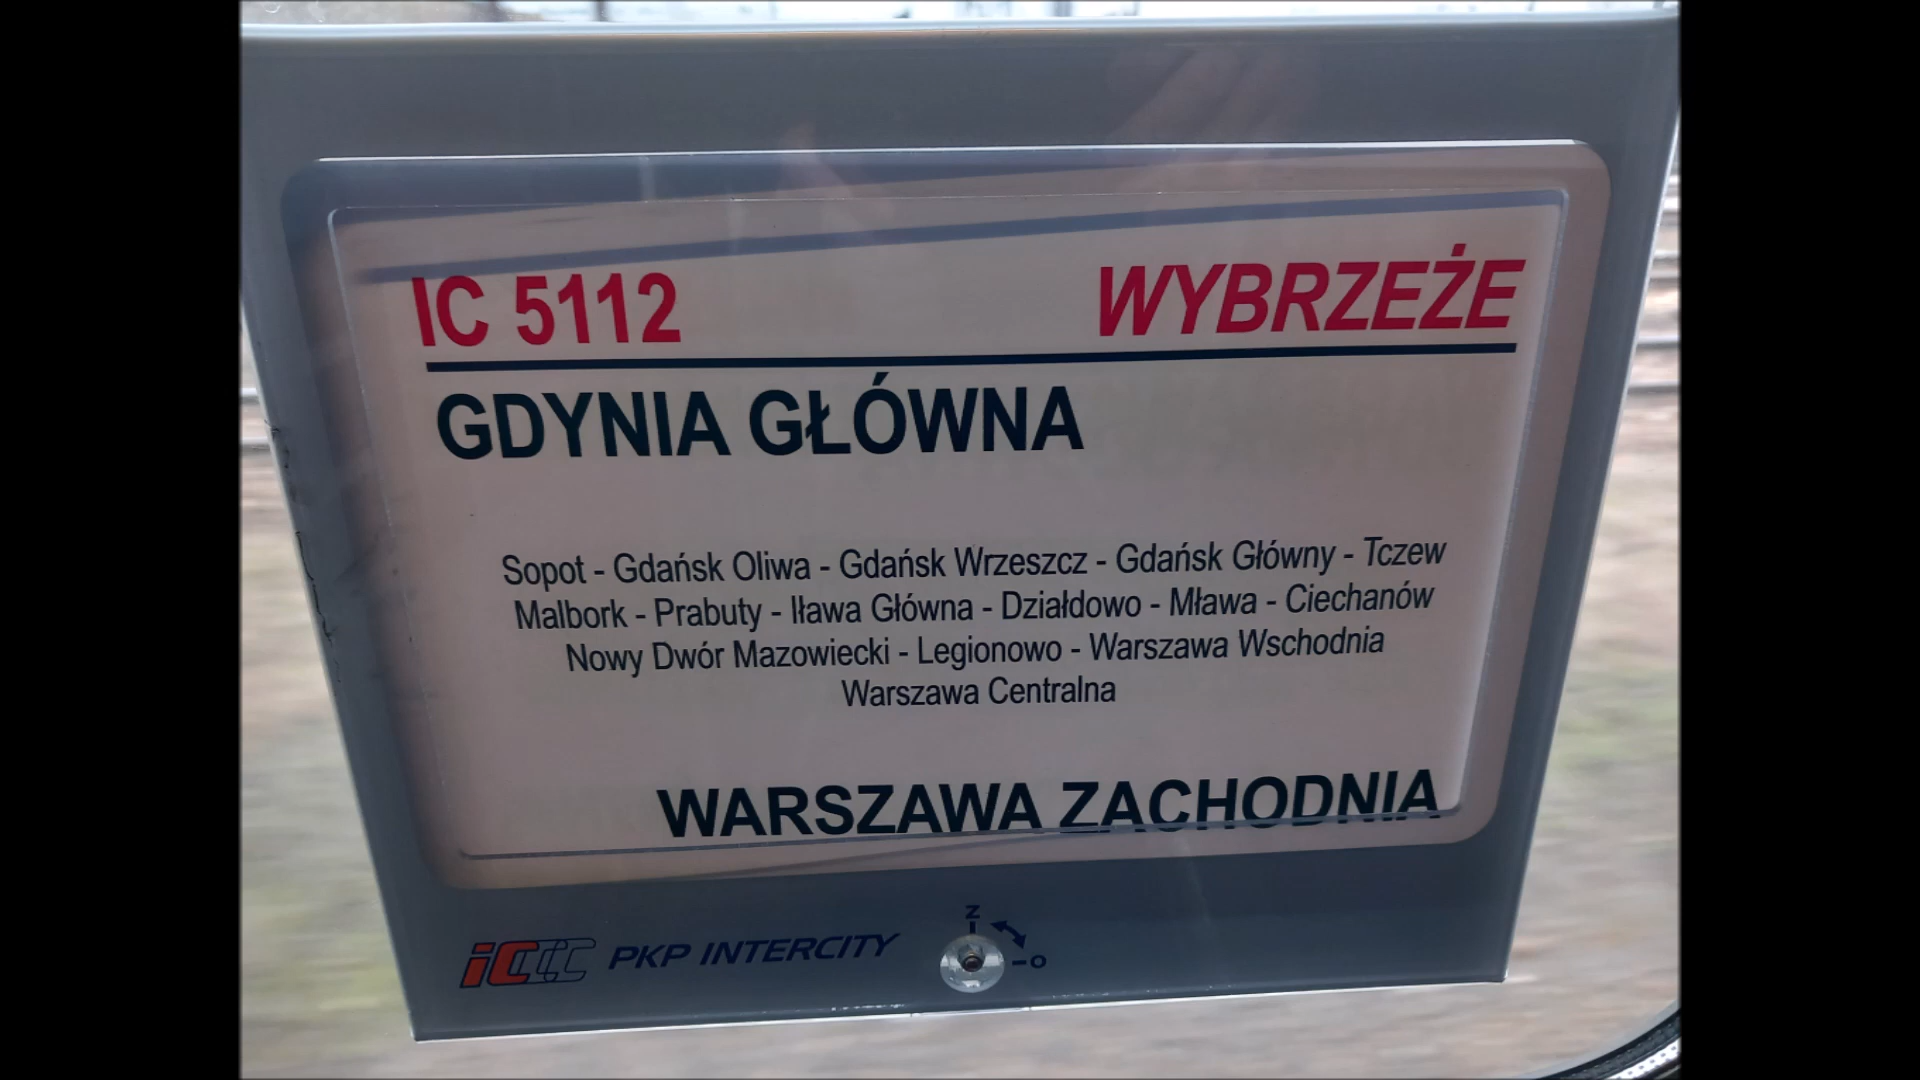 IC 5112 WYBRZEŻE
GDYNIA GŁÓWNA
Sopot - Gdańsk Oliwa - Gdańsk Wrzeszcz - Gdańsk Główny - Tczew
Malbork - Prabuty - Iława Główna - Działdowo - Mława - Ciechanów
Nowy Dwór Mazowiecki - Legionowo - Warszawa Wschodnia
Warszawa Centralna
WARSZAWA ZACHODNIA
Z
iC PKP INTERCITY O